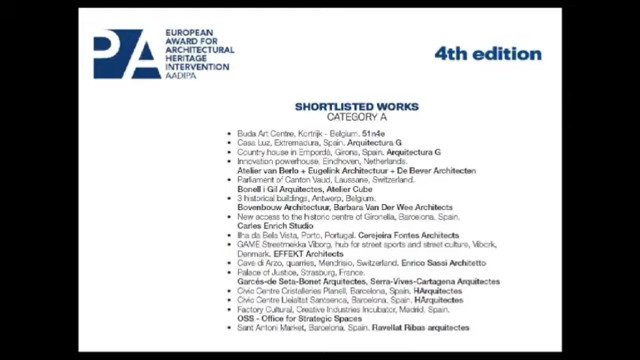 PA
EUROPEAN
AWARD FOR
ARCHITECTURAL
HERITAGE
INTERVENTION
AADIPA
4th edition
SHORTLISTED WORKS
CATEGORY A
Buda Art Centre, Kortrijk - Belgium. 51n4e
Casa Luz, Extremadura, Spain. Arquitectura G
Country house in Empordà, Girona, Spain. Arquitectura G
Innovation powerhouse. Eindhoven, Netherlands.
Atelier van Berlo + Eugelink Architectuur + De Bever Architecten
Parliament of Canton Vaud, Laussane, Switzerland.
Bonell i Gil Arquitectes, Atelier Cube
3 historical buildings, Antwerp, Belgium.
Bovenbouw Architectuur, Barbara Van Der Wee Architects
New access to the historic centre of Gironella, Barcelona, Spain.
Carles Enrich Studio
Ilha da Bela Vista, Porto, Portugal. Cerejeira Fontes Architects
GAME Streetmekka Viborg, hub for street sports and street culture, Vibork,
Denmark. EFFEKT Architects
Cave di Arzo, quarries, Mendrisio, Switzerland. Enrico Sassi Architetto
Palace of Justice, Strasburg, France.
Garcés-de Seta-Bonet Arquitectes, Serra-Vives-Cartagena Arquitectes
Civic Centre Cristalleries Planell, Barcelona, Spain. HArquitectes
Civic Centre Lleialtat Santsenca, Barcelona, Spain. HArquitectes
Factory Cultural, Creative Industries Incubator, Madrid, Spain.
OSS - Office for Strategic Spaces
Sant Antoni Market, Barcelona, Spain. Ravellat Ribas arquitectes